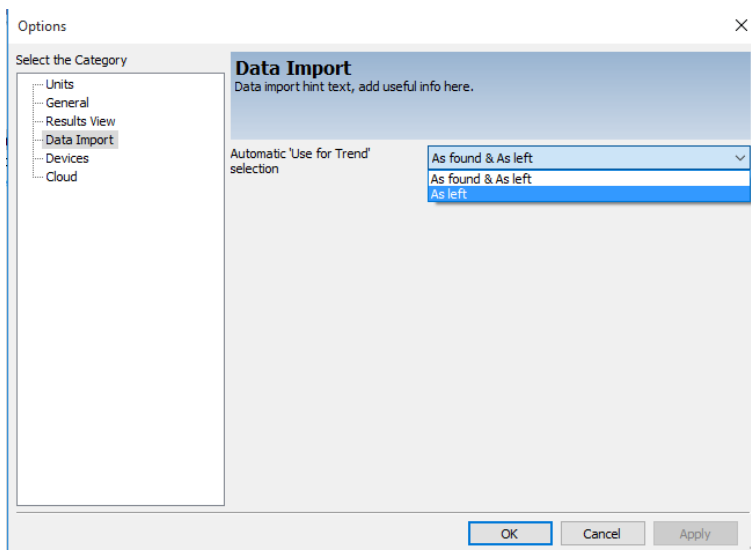 Options
Select the Category
Units
General
Results View
Data Import
Devices
Cloud
Data Import
Data import hint text, add useful info here.
Automatic 'Use for Trend'
selection
As found & As left
As found & As left
As left
OK
Cancel
Apply